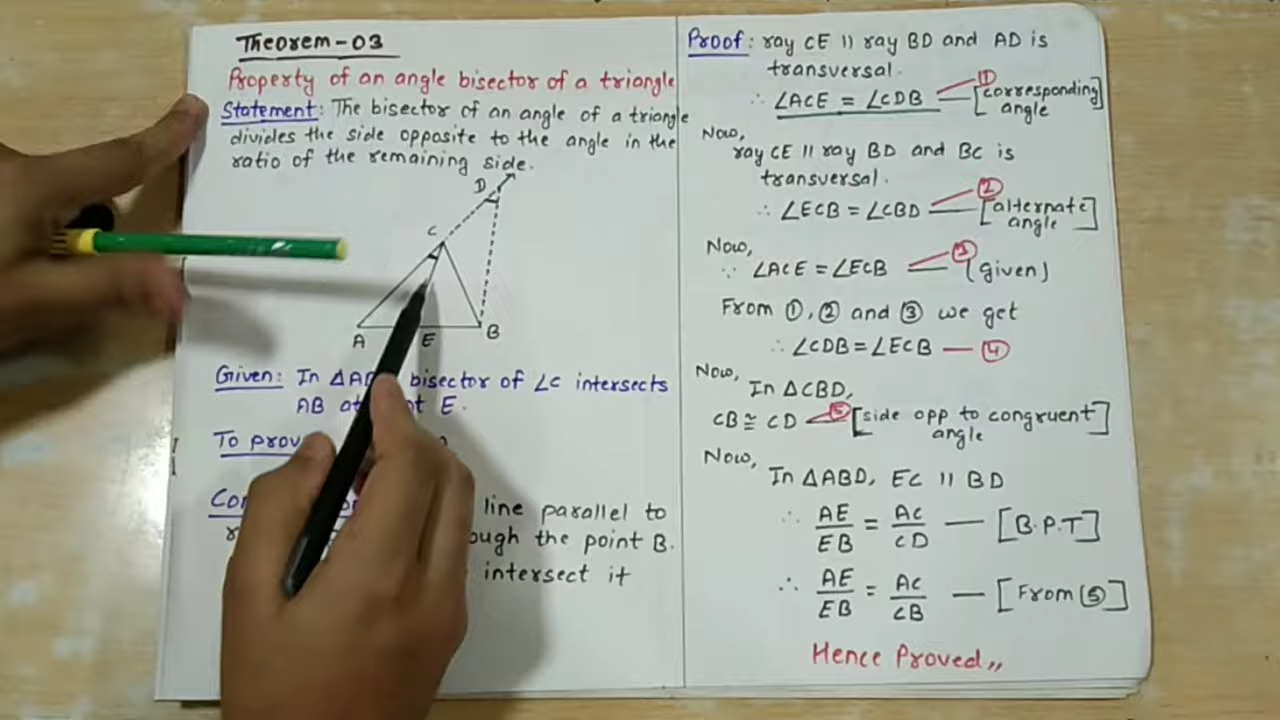 Theorem-03
Property of an angle bisector of a triangle
Statement: The bisector of an angle of a triangle
divides the side opposite to the angle in the
ratio of the remaining side.
D
C
A E B
Given: In bisector of ∠C intersects
AB E.
To
line parallel to
the point B.
intersect it
Proof: ray CE || ray BD and AD is
transversal.
∴ ∠ACE = ∠CDB — ① [corresponding
angle]
Now,
ray CE || ray BD and BC is
transversal.
∴ ∠ECB = ∠CBD — ② [alternate
angle]
Now,
∵ ∠ACE = ∠ECB — ③ (given)
From ①, ② and ③ we get
∴ ∠CDB = ∠ECB — ④
Now,
In △CBD,
CB ≅ CD — ⑤ [side opp to congruent
angle]
Now,
In △ABD, EC || BD
∴ AE/EB = AC/CD — [B.P.T]
∴ AE/EB = AC/CB — [From ⑤]
Hence Proved,,